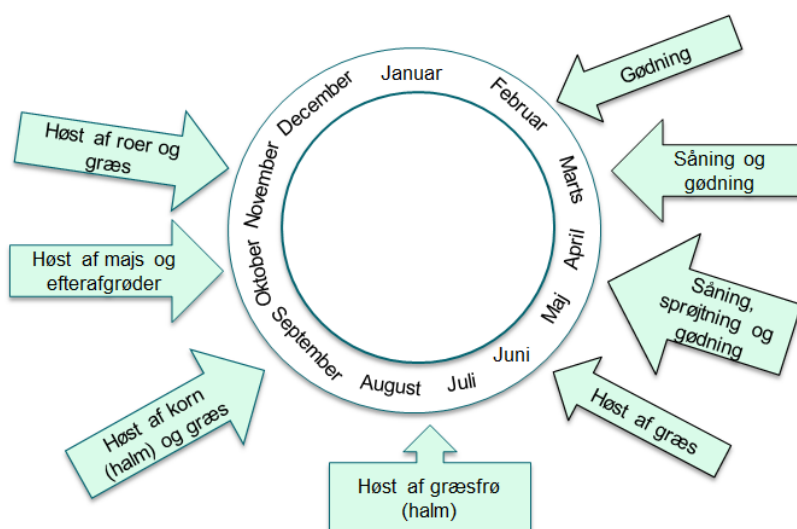 Januar
Februar
Marts
April
Maj
Juni
Juli
August
September
Oktober
November
December
Gødning
Såning og
gødning
Såning,
sprøjtning og
gødning
Høst af græs
Høst af græsfrø
(halm)
Høst af korn
(halm) og græs
Høst af majs og
efterafgrøder
Høst af roer og
græs